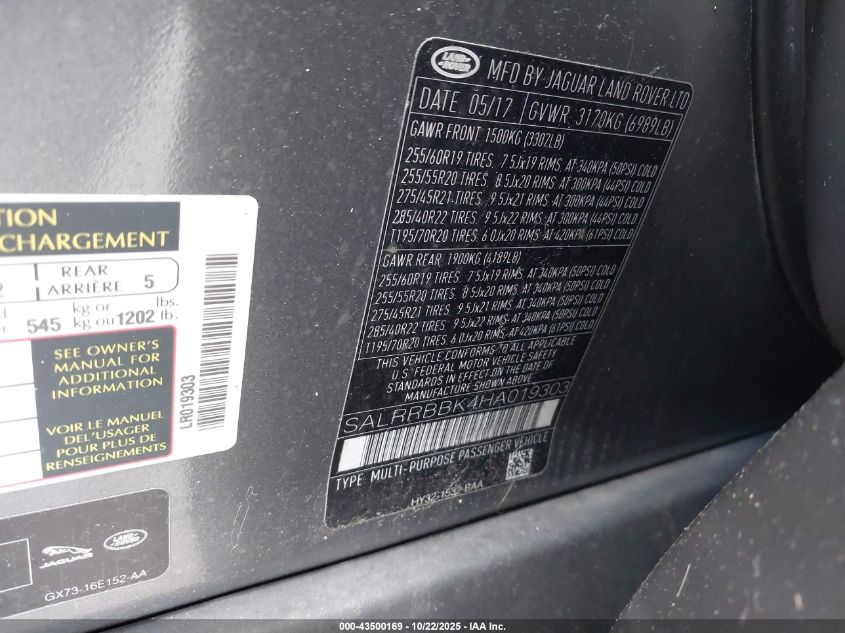 LAND
ROVER
MFD BY JAGUAR LAND ROVER LTD
DATE 05/17 GVWR 3170KG (6989LB)
GAWR FRONT 1500KG (3307LB)
255/60R19 TIRES. 7.5Jx19 RIMS. AT 340KPA (50PSI) COLD
255/55R20 TIRES. 8.5Jx20 RIMS. AT 300KPA (44PSI) COLD
275/45R21 TIRES. 9.5Jx21 RIMS. AT 300KPA (44PSI) COLD
285/40R22 TIRES. 9.5Jx22 RIMS. AT 300KPA (44PSI) COLD
T195/70R20 TIRES. 6.0Jx20 RIMS. AT 420KPA (61PSI) COLD
GAWR REAR 1900KG (4189LB)
255/60R19 TIRES. 7.5Jx19 RIMS. AT 340KPA (50PSI) COLD
255/55R20 TIRES. 8.5Jx20 RIMS. AT 340KPA (50PSI) COLD
275/45R21 TIRES. 9.5Jx21 RIMS. AT 340KPA (50PSI) COLD
285/40R22 TIRES. 9.5Jx22 RIMS. AT 340KPA (50PSI) COLD
T195/70R20 TIRES. 6.0Jx20 RIMS. AT 420KPA (61PSI) COLD
THIS VEHICLE CONFORMS TO ALL APPLICABLE
U.S. FEDERAL MOTOR VEHICLE SAFETY
STANDARDS IN EFFECT ON THE DATE OF
MANUFACTURE SHOWN ABOVE.
SALRRBBK4HA019303
TYPE: MULTI-PURPOSE PASSENGER VEHICLE
HY32-1532-BAA
TION
CHARGEMENT
2 REAR
ARRIÈRE 5
kg or lbs.
545 kg ou 1202 lb.
SEE OWNER'S
MANUAL FOR
ADDITIONAL
INFORMATION
VOIR LE MANUEL
DEL'USAGER
POUR PLUS DE
RENSEIGNEMENTS
LR019303
JAGUAR
LAND
ROVER
GX73-16E152-AA
000-43500169 - 10/22/2025 - IAA Inc.